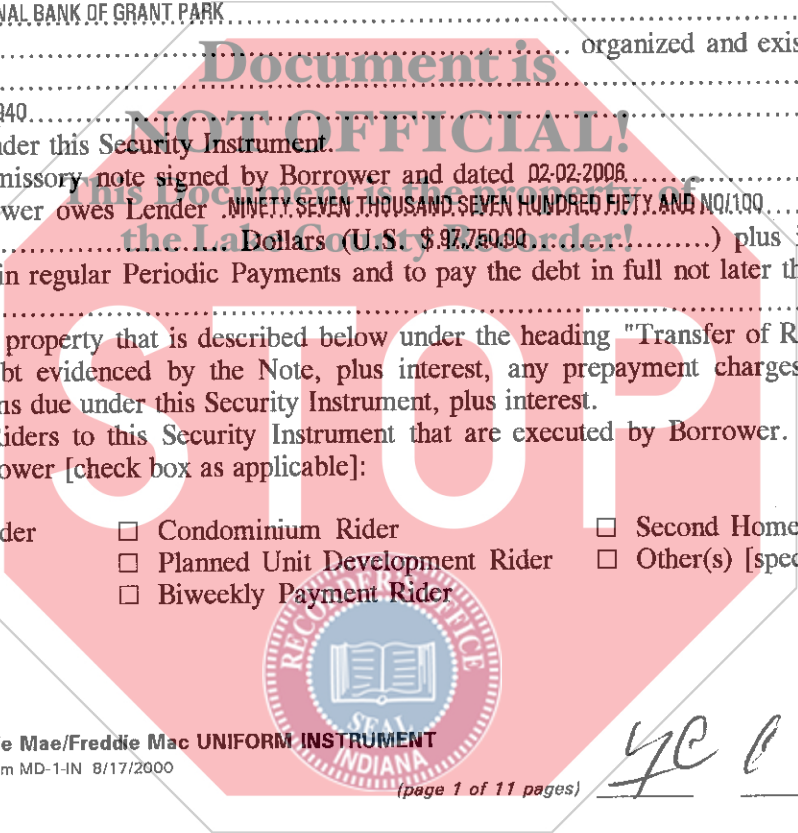 NAL BANK OF GRANT PARK
organized and exis
Document is
940
NOT OFFICIAL!
nder this Security Instrument.
missory note signed by Borrower and dated 02-02-2006
This Document is the property of
wer owes Lender NINETY SEVEN THOUSAND SEVEN HUNDRED FIFTY AND NO/100
the Lake County Recorder!
Dollars (U.S. $ 97,750.00 ) plus i
in regular Periodic Payments and to pay the debt in full not later th
property that is described below under the heading "Transfer of R
bt evidenced by the Note, plus interest, any prepayment charges
ns due under this Security Instrument, plus interest.
STOP
Riders to this Security Instrument that are executed by Borrower.
ower [check box as applicable]:
der □ Condominium Rider □ Second Home
□ Planned Unit Development Rider □ Other(s) [spec
□ Biweekly Payment Rider
RECORDER'S OFFICE
SEAL
INDIANA
e Mae/Freddie Mac UNIFORM INSTRUMENT
m MD-1-IN 8/17/2000
(page 1 of 11 pages)